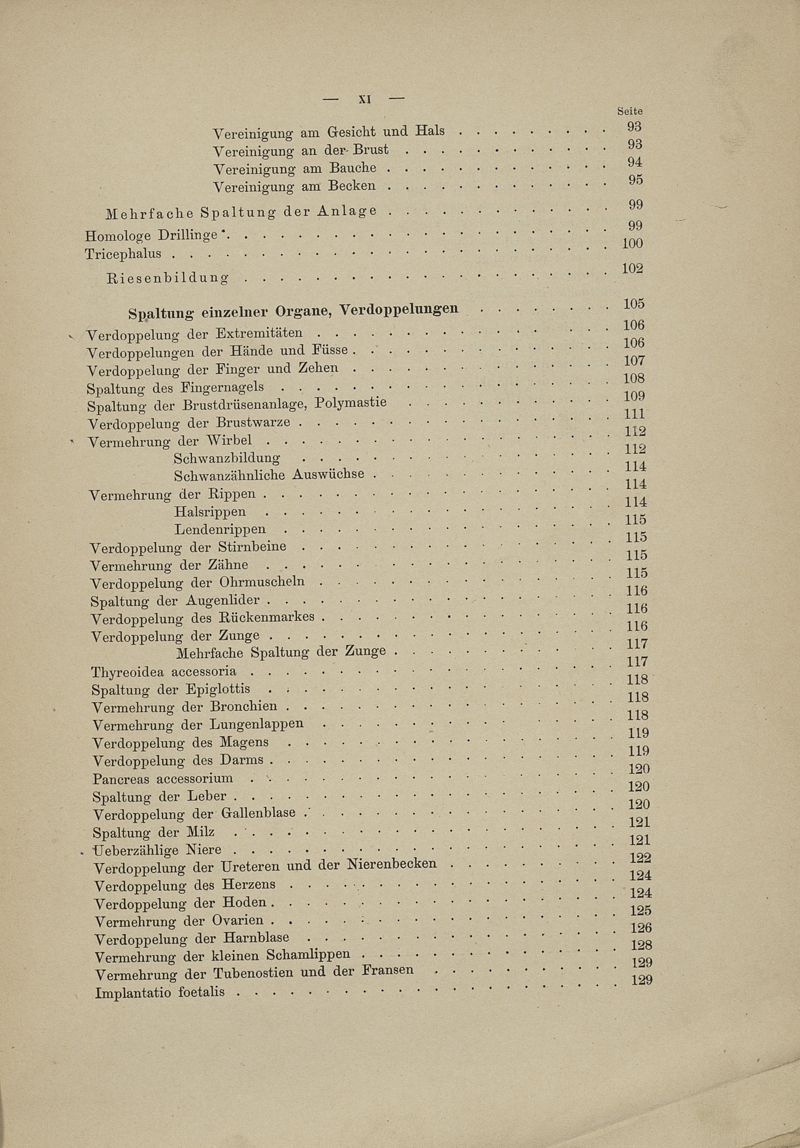 — XI —
Seite
Vereinigung am Gesicht und Hals . . . . . . . . . 93
Vereinigung an der Brust . . . . . . . . . . . . 93
Vereinigung am Bauche . . . . . . . . . . . . . 94
Vereinigung am Becken . . . . . . . . . . . . . 95
Mehrfache Spaltung der Anlage . . . . . . . . . . . . . 99
Homologe Drillinge . . . . . . . . . . . . . . . . . . 99
Tricephalus . . . . . . . . . . . . . . . . . . . . 100
Riesenbildung . . . . . . . . . . . . . . . . . . 102
Spaltung einzelner Organe, Verdoppelungen . . . . . . . . 105
Verdoppelung der Extremitäten . . . . . . . . . . . . . . 106
Verdoppelungen der Hände und Füsse . . . . . . . . . . . . . 106
Verdoppelung der Finger und Zehen . . . . . . . . . . . . . 107
Spaltung des Fingernagels . . . . . . . . . . . . . . . 108
Spaltung der Brustdrüsenanlage, Polymastie . . . . . . . . . . 109
Verdoppelung der Brustwarze . . . . . . . . . . . . . . . 111
Vermehrung der Wirbel . . . . . . . . . . . . . . . . 112
Schwanzbildung . . . . . . . . . . . . . . 112
Schwanzähnliche Auswüchse . . . . . . . . . . . 114
Vermehrung der Rippen . . . . . . . . . . . . . . . . 114
Halsrippen . . . . . . . . . . . . . . . . 114
Lendenrippen . . . . . . . . . . . . . . . 115
Verdoppelung der Stirnbeine . . . . . . . . . . . . . . . 115
Vermehrung der Zähne . . . . . . . . . . . . . . . . 115
Verdoppelung der Ohrmuscheln . . . . . . . . . . . . . . 115
Spaltung der Augenlider . . . . . . . . . . . . . . . . 116
Verdoppelung des Rückenmarkes . . . . . . . . . . . . . . 116
Verdoppelung der Zunge . . . . . . . . . . . . . . . . 116
Mehrfache Spaltung der Zunge . . . . . . . . . . 117
Thyreoidea accessoria . . . . . . . . . . . . . . . . . 117
Spaltung der Epiglottis . . . . . . . . . . . . . . . . 118
Vermehrung der Bronchien . . . . . . . . . . . . . . . 118
Vermehrung der Lungenlappen . . . . . . . . . . . . . . 118
Verdoppelung des Magens . . . . . . . . . . . . . . . 119
Verdoppelung des Darms . . . . . . . . . . . . . . . . 119
Pancreas accessorium . . . . . . . . . . . . . . . . . 120
Spaltung der Leber . . . . . . . . . . . . . . . . . . 120
Verdoppelung der Gallenblase . . . . . . . . . . . . . . 120
Spaltung der Milz . . . . . . . . . . . . . . . . . . 121
Ueberzählige Niere . . . . . . . . . . . . . . . . . . 121
Verdoppelung der Ureteren und der Nierenbecken . . . . . . . . 122
Verdoppelung des Herzens . . . . . . . . . . . . . . . 124
Verdoppelung der Hoden . . . . . . . . . . . . . . . . 124
Vermehrung der Ovarien . . . . . . . . . . . . . . . . 125
Verdoppelung der Harnblase . . . . . . . . . . . . . . . 126
Vermehrung der kleinen Schamlippen . . . . . . . . . . . . 128
Vermehrung der Tubenostien und der Fransen . . . . . . . . . 129
Implantatio foetalis . . . . . . . . . . . . . . . . . . 129